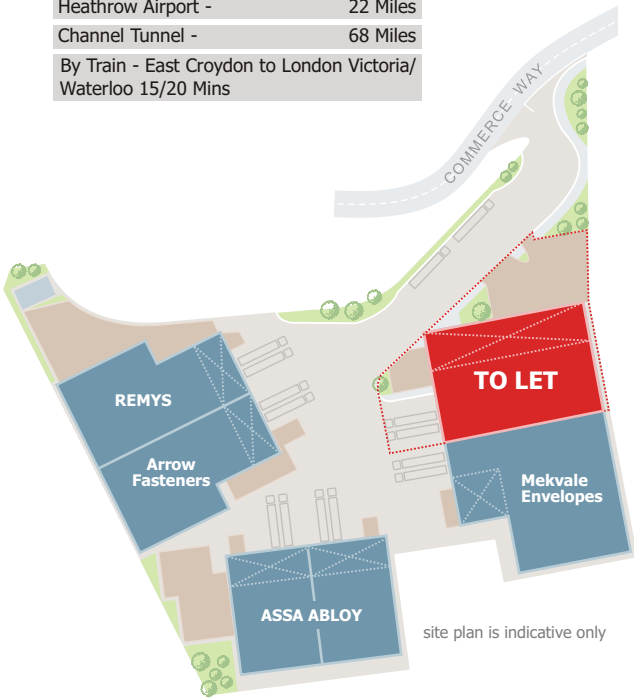 Heathrow Airport - 22 Miles
Channel Tunnel - 68 Miles
By Train - East Croydon to London Victoria/
Waterloo 15/20 Mins
COMMERCE WAY
TO LET
REMYS
Arrow
Fasteners
Mekvale
Envelopes
ASSA ABLOY
site plan is indicative only